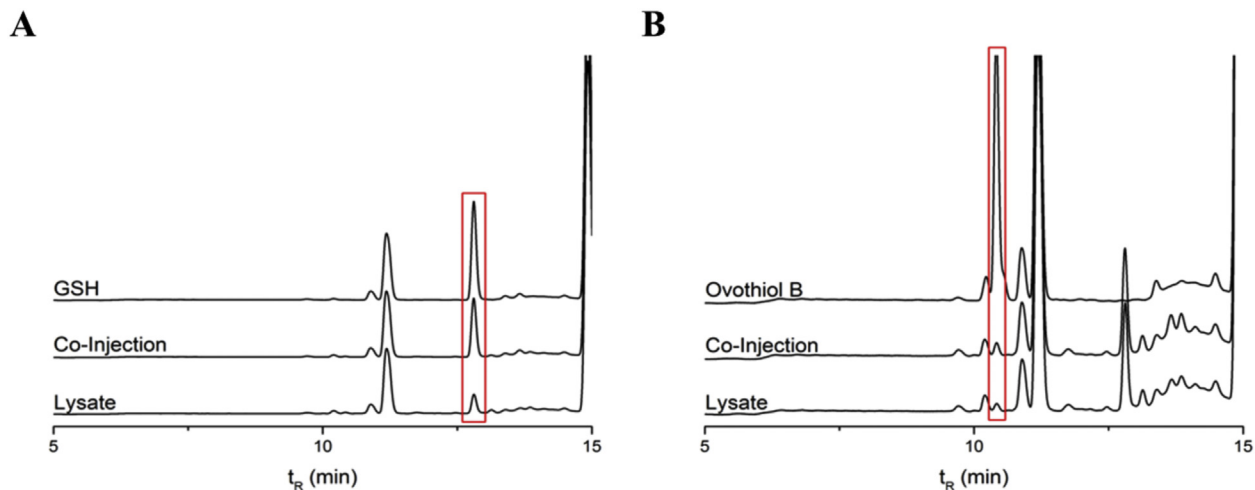 A
GSH
Co-Injection
Lysate
5
10
15
tR (min)
B
Ovothiol B
Co-Injection
Lysate
5
10
15
tR (min)